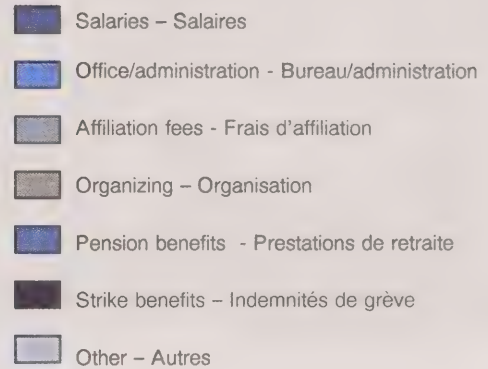 Salaries – Salaires
Office/administration - Bureau/administration
Affiliation fees - Frais d'affiliation
Organizing – Organisation
Pension benefits - Prestations de retraite
Strike benefits – Indemnités de grève
Other – Autres